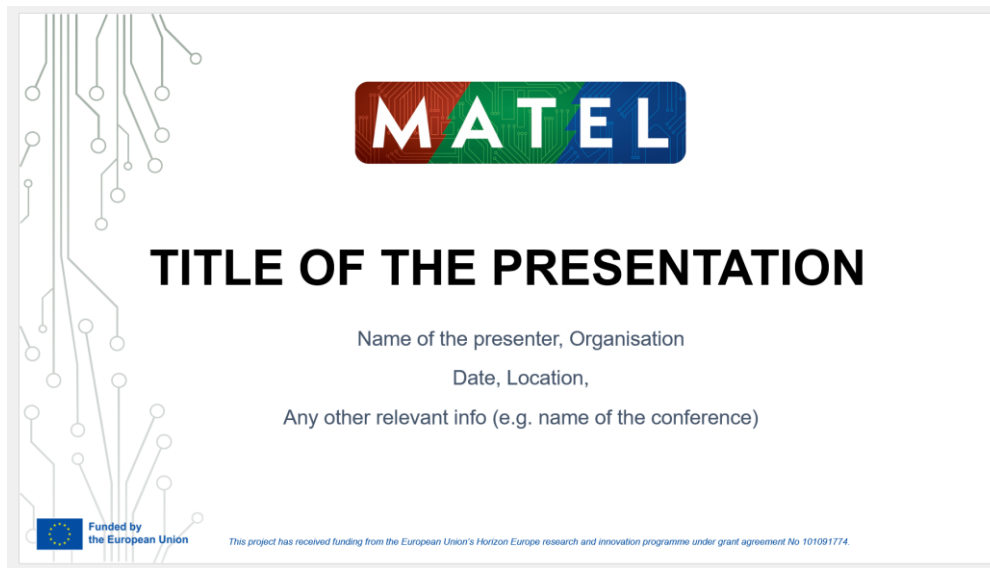 MATEL
TITLE OF THE PRESENTATION
Name of the presenter, Organisation
Date, Location,
Any other relevant info (e.g. name of the conference)
Funded by
the European Union
This project has received funding from the European Union's Horizon Europe research and innovation programme under grant agreement No 101091774.